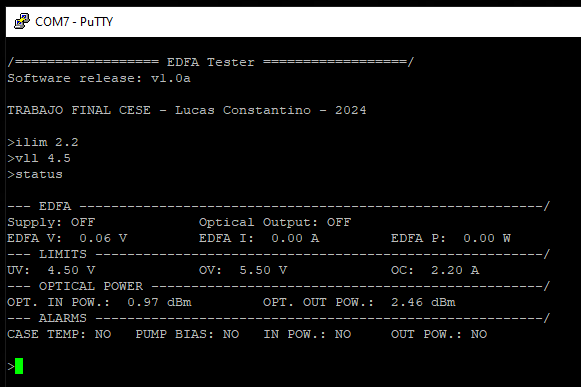 COM7 - PuTTY
/================== EDFA Tester ==================/
Software release: v1.0a
TRABAJO FINAL CESE - Lucas Constantino - 2024
>ilim 2.2
>vll 4.5
>status
--- EDFA ----------------------------------------------------------/
Supply: OFF             Optical Output: OFF
EDFA V:  0.06 V         EDFA I:  0.00 A         EDFA P:  0.00 W
--- LIMITS --------------------------------------------------------/
UV:  4.50 V             OV:  5.50 V             OC:  2.20 A
--- OPTICAL POWER -------------------------------------------------/
OPT. IN POW.:  0.97 dBm         OPT. OUT POW.:  2.46 dBm
--- ALARMS --------------------------------------------------------/
CASE TEMP: NO   PUMP BIAS: NO   IN POW.: NO     OUT POW.: NO
>